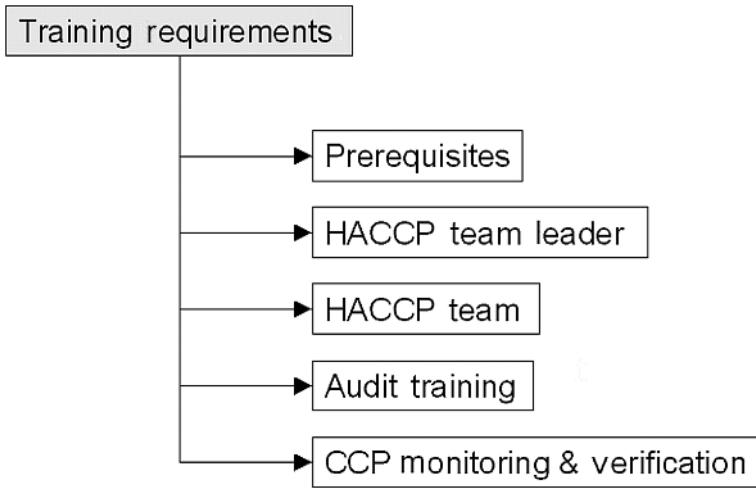 Training requirements
Prerequisites
HACCP team leader
HACCP team
Audit training
CCP monitoring & verification